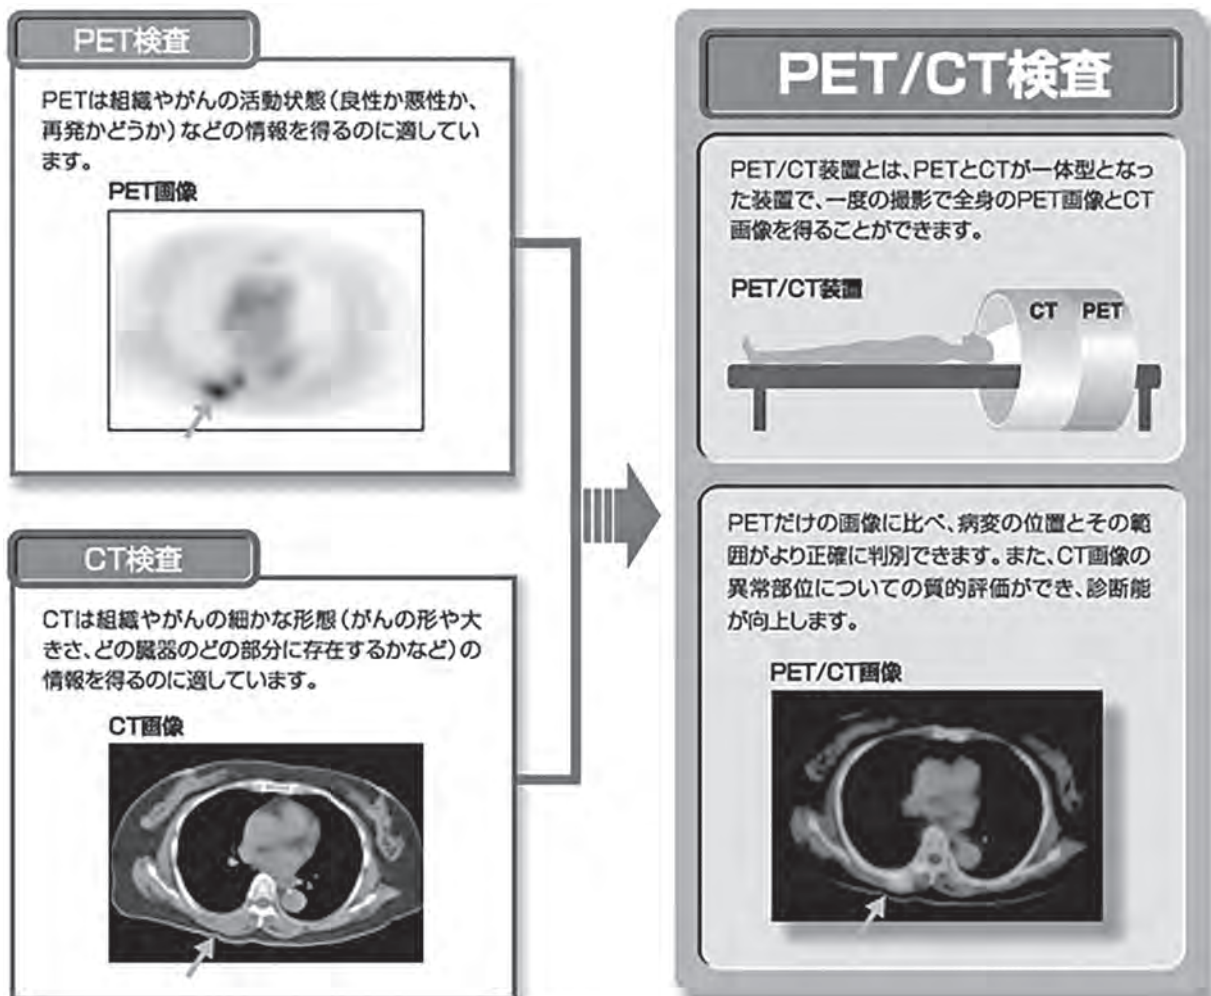 PET検査
PETは組織やがんの活動状態（良性か悪性か、
再発かどうか）などの情報を得るのに適してい
ます。
PET画像
CT検査
CTは組織やがんの細かな形態（がんの形や大
きさ、どの臓器のどの部分に存在するかなど）の
情報を得るのに適しています。
CT画像
PET/CT検査
PET/CT装置とは、PETとCTが一体型となっ
た装置で、一度の撮影で全身のPET画像とCT
画像を得ることができます。
PET/CT装置
CT PET
PETだけの画像に比べ、病変の位置とその範
囲がより正確に判別できます。また、CT画像の
異常部位についての質的評価ができ、診断能
が向上します。
PET/CT画像